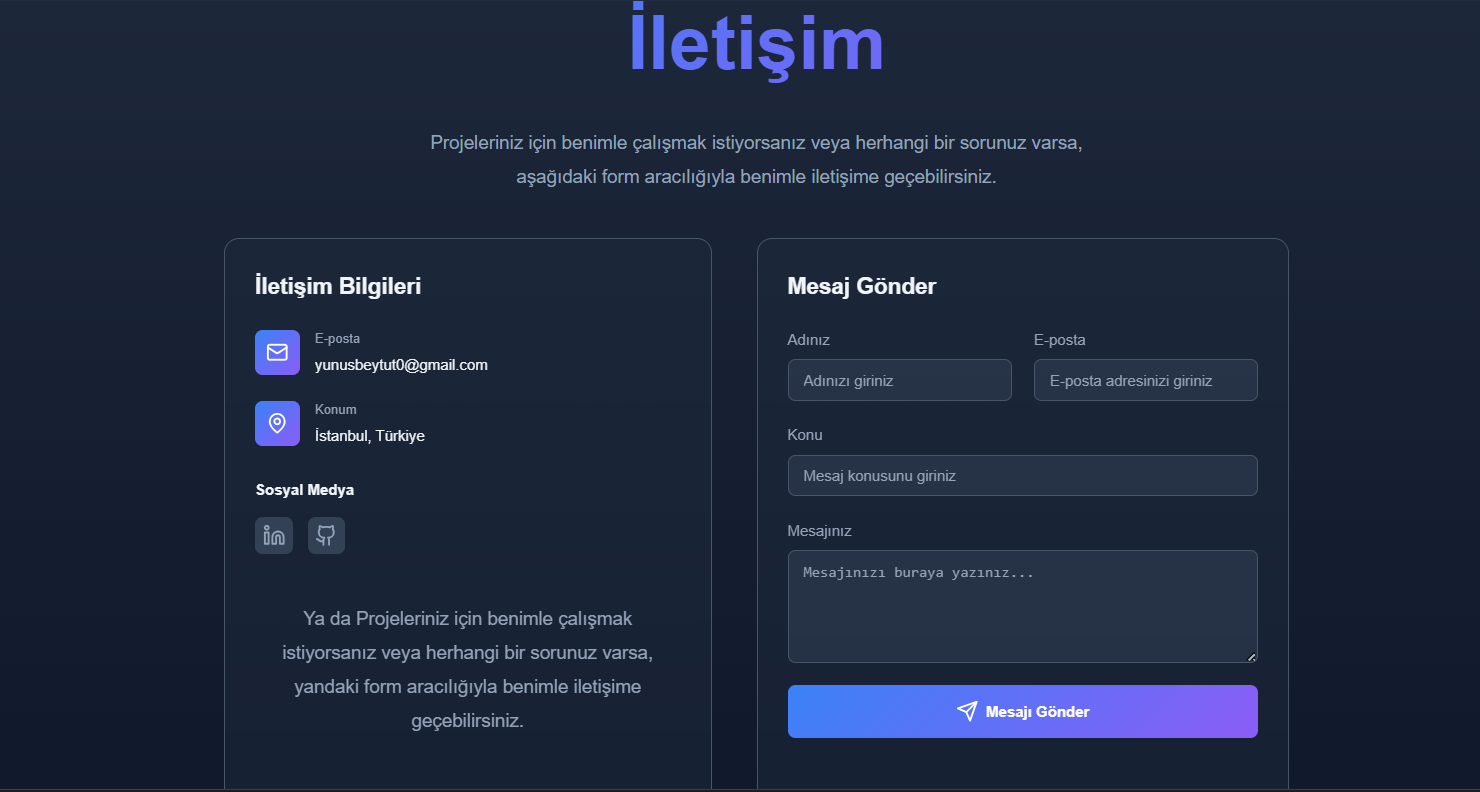 İletişim
Projeleriniz için benimle çalışmak istiyorsanız veya herhangi bir sorunuz varsa,
aşağıdaki form aracılığıyla benimle iletişime geçebilirsiniz.
İletişim Bilgileri
E-posta
yunusbeytut0@gmail.com
Konum
İstanbul, Türkiye
Sosyal Medya
in
Ya da Projeleriniz için benimle çalışmak
istiyorsanız veya herhangi bir sorunuz varsa,
yandaki form aracılığıyla benimle iletişime
geçebilirsiniz.
Mesaj Gönder
Adınız
Adınızı giriniz
E-posta
E-posta adresinizi giriniz
Konu
Mesaj konusunu giriniz
Mesajınız
Mesajınızı buraya yazınız...
Mesajı Gönder